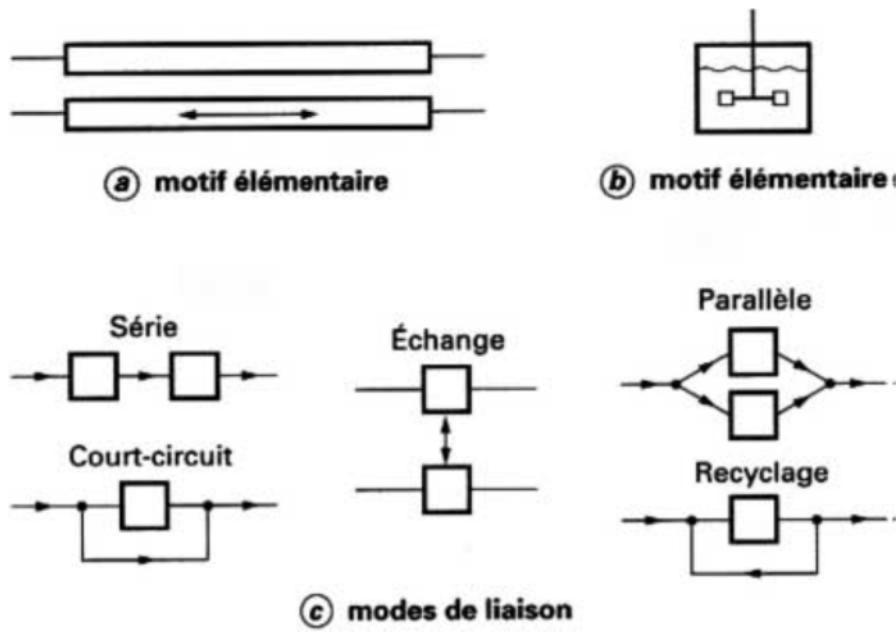 a motif élémentaire
b motif élémentaire
Série
Échange
Parallèle
Court-circuit
Recyclage
c modes de liaison